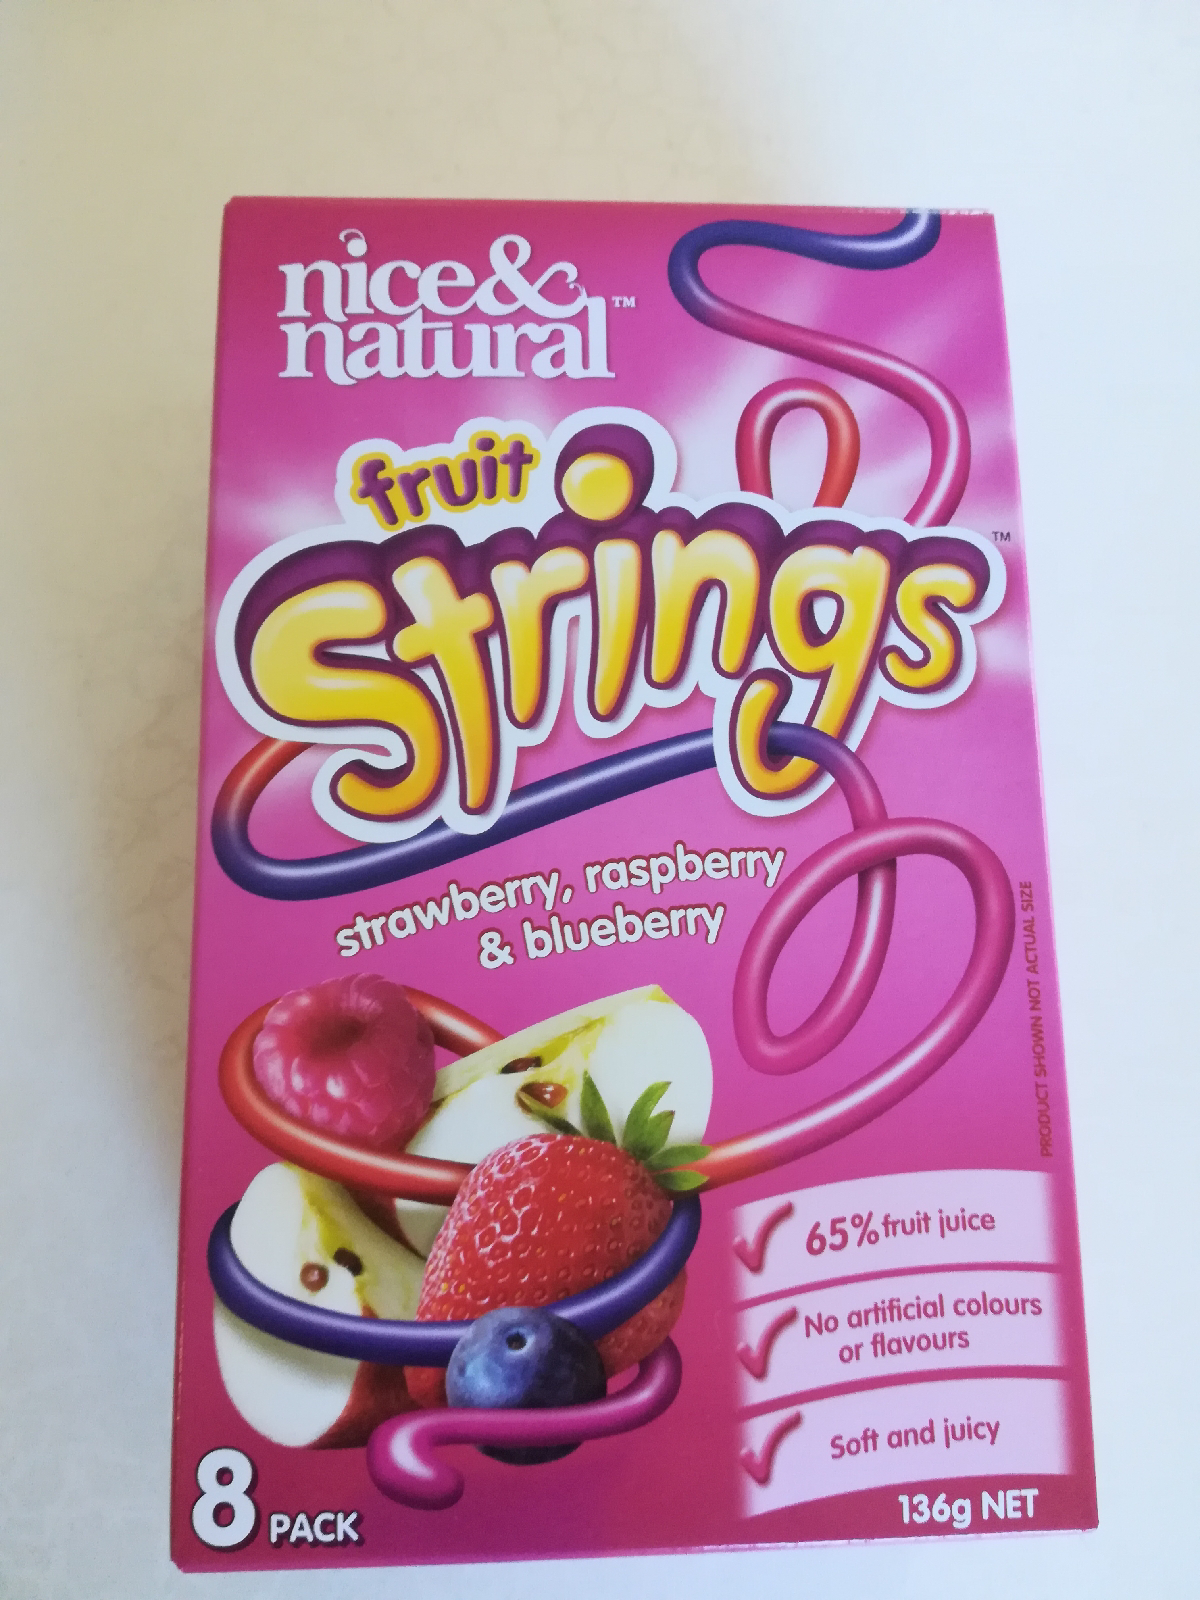 nice&
natural™
fruit
Strings™
strawberry, raspberry
& blueberry
PRODUCT SHOWN NOT ACTUAL SIZE
65% fruit juice
No artificial colours
or flavours
Soft and juicy
8 PACK
136g NET